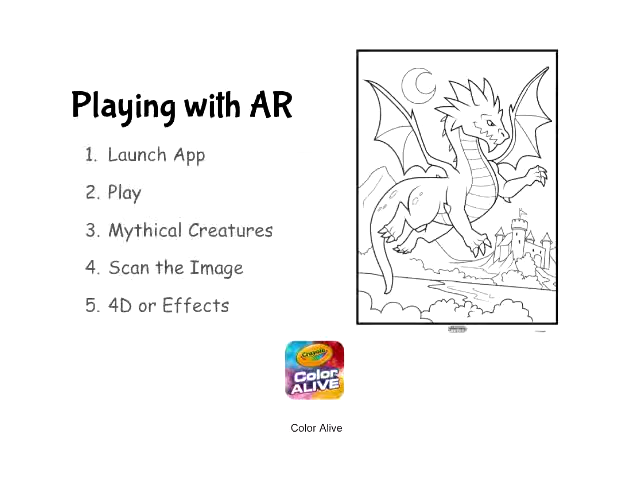 Playing with AR
1. Launch App
2. Play
3. Mythical Creatures
4. Scan the Image
5. 4D or Effects
Crayola
Color
ALIVE
Color Alive